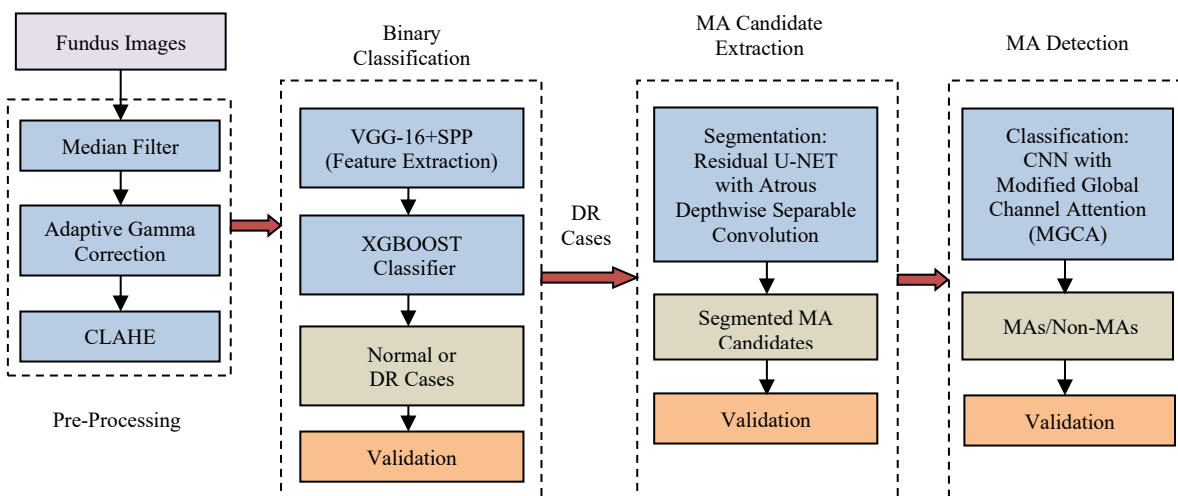 Fundus Images
Median Filter
Adaptive Gamma
Correction
CLAHE
Pre-Processing
Binary
Classification
VGG-16+SPP
(Feature Extraction)
XGBOOST
Classifier
Normal or
DR Cases
Validation
DR
Cases
MA Candidate
Extraction
Segmentation:
Residual U-NET
with Atrous
Depthwise Separable
Convolution
Segmented MA
Candidates
Validation
MA Detection
Classification:
CNN with
Modified Global
Channel Attention
(MGCA)
MAs/Non-MAs
Validation